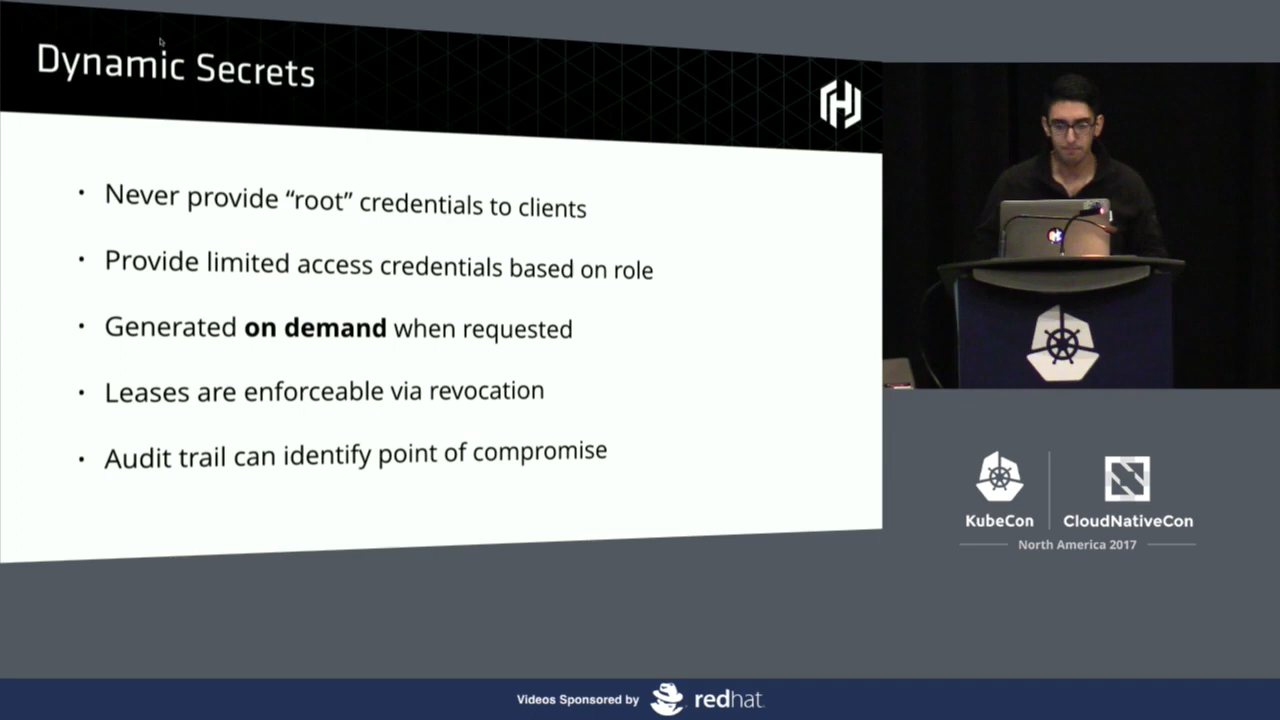 Dynamic Secrets
• Never provide “root” credentials to clients
• Provide limited access credentials based on role
• Generated on demand when requested
• Leases are enforceable via revocation
• Audit trail can identify point of compromise
KubeCon
CloudNativeCon
North America 2017
Videos Sponsored by redhat